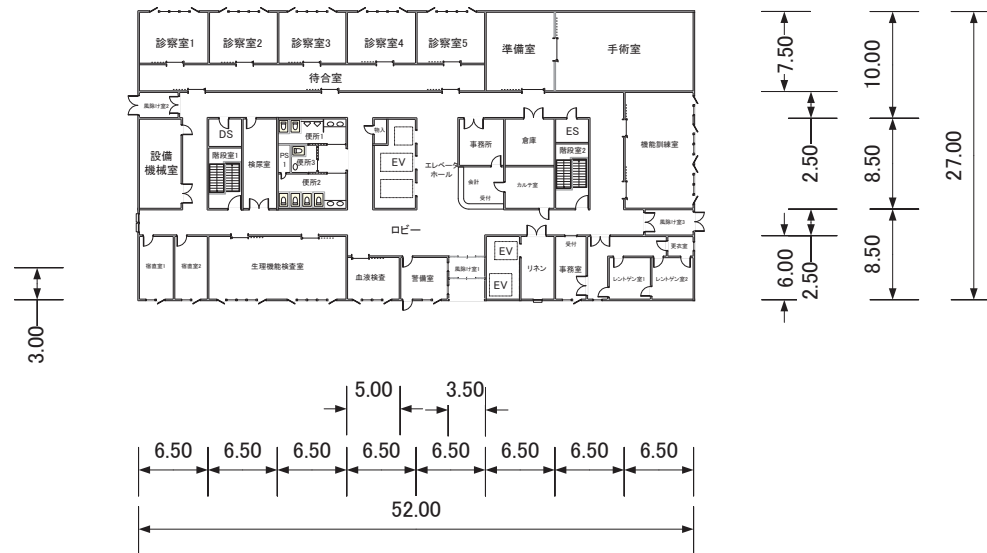 診察室1
診察室2
診察室3
診察室4
診察室5
準備室
手術室
待合室
風除け室2
DS
ES
物入
便所1
事務所
倉庫
階段室1
検尿室
PS
1
便所3
EV
エレベータ
ホール
階段室2
機能訓練室
設備
機械室
便所2
会計
カルテ室
受付
ロビー
風除け室3
受付
更衣室
EV
宿直室1
宿直室2
生理機能検査室
血液検査
警備室
風除け室1
リネン
事務室
EV
レントゲン室1
レントゲン室2
7.50
10.00
2.50
8.50
27.00
6.00
2.50
8.50
3.00
5.00
3.50
6.50
6.50
6.50
6.50
6.50
6.50
6.50
6.50
52.00